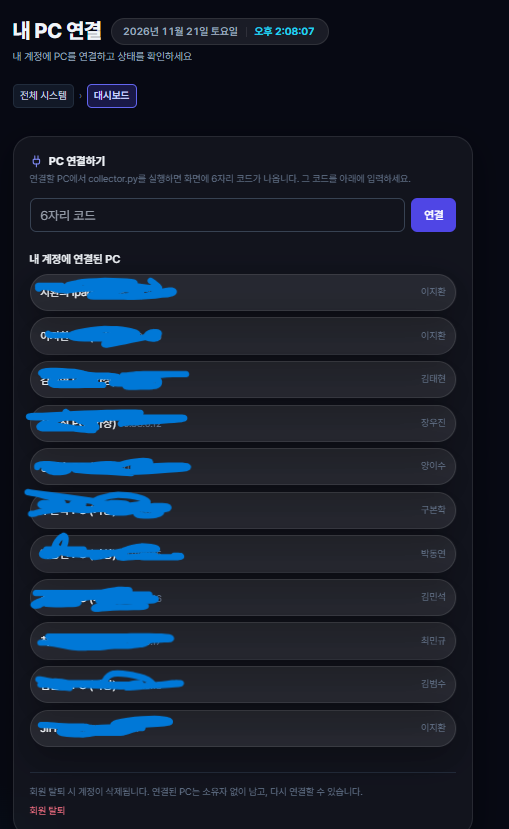 내 PC 연결
2026년 11월 21일 토요일 오후 2:08:07
내 계정에 PC를 연결하고 상태를 확인하세요
전체 시스템 › 대시보드
PC 연결하기
연결할 PC에서 collector.py를 실행하면 화면에 6자리 코드가 나옵니다. 그 코드를 아래에 입력하세요.
6자리 코드 연결
내 계정에 연결된 PC
이지환
이지환
김태현
장우진
양이수
구본학
박동연
김민석
최민규
김범수
이지환
회원 탈퇴 시 계정이 삭제됩니다. 연결된 PC는 소유자 없이 남고, 다시 연결할 수 있습니다.
회원 탈퇴